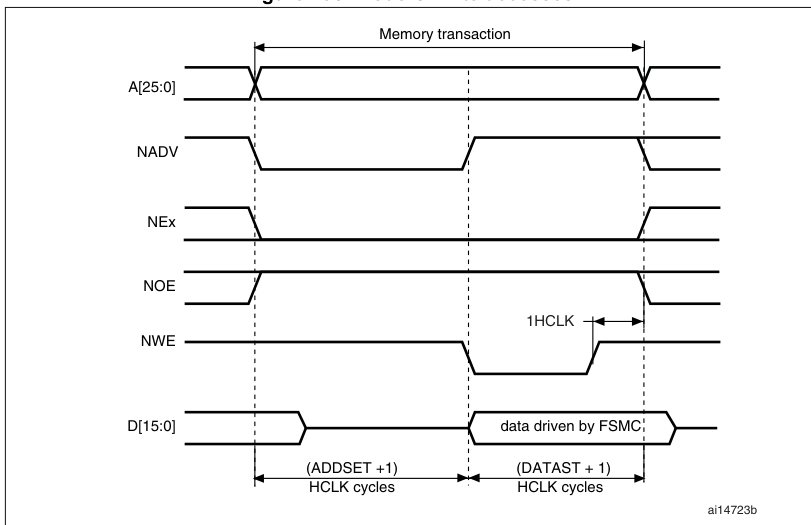 Memory transaction
A[25:0]
NADV
NEx
NOE
1HCLK
NWE
D[15:0]
data driven by FSMC
(ADDSET +1)
(DATAST + 1)
HCLK cycles
HCLK cycles
ai14723b